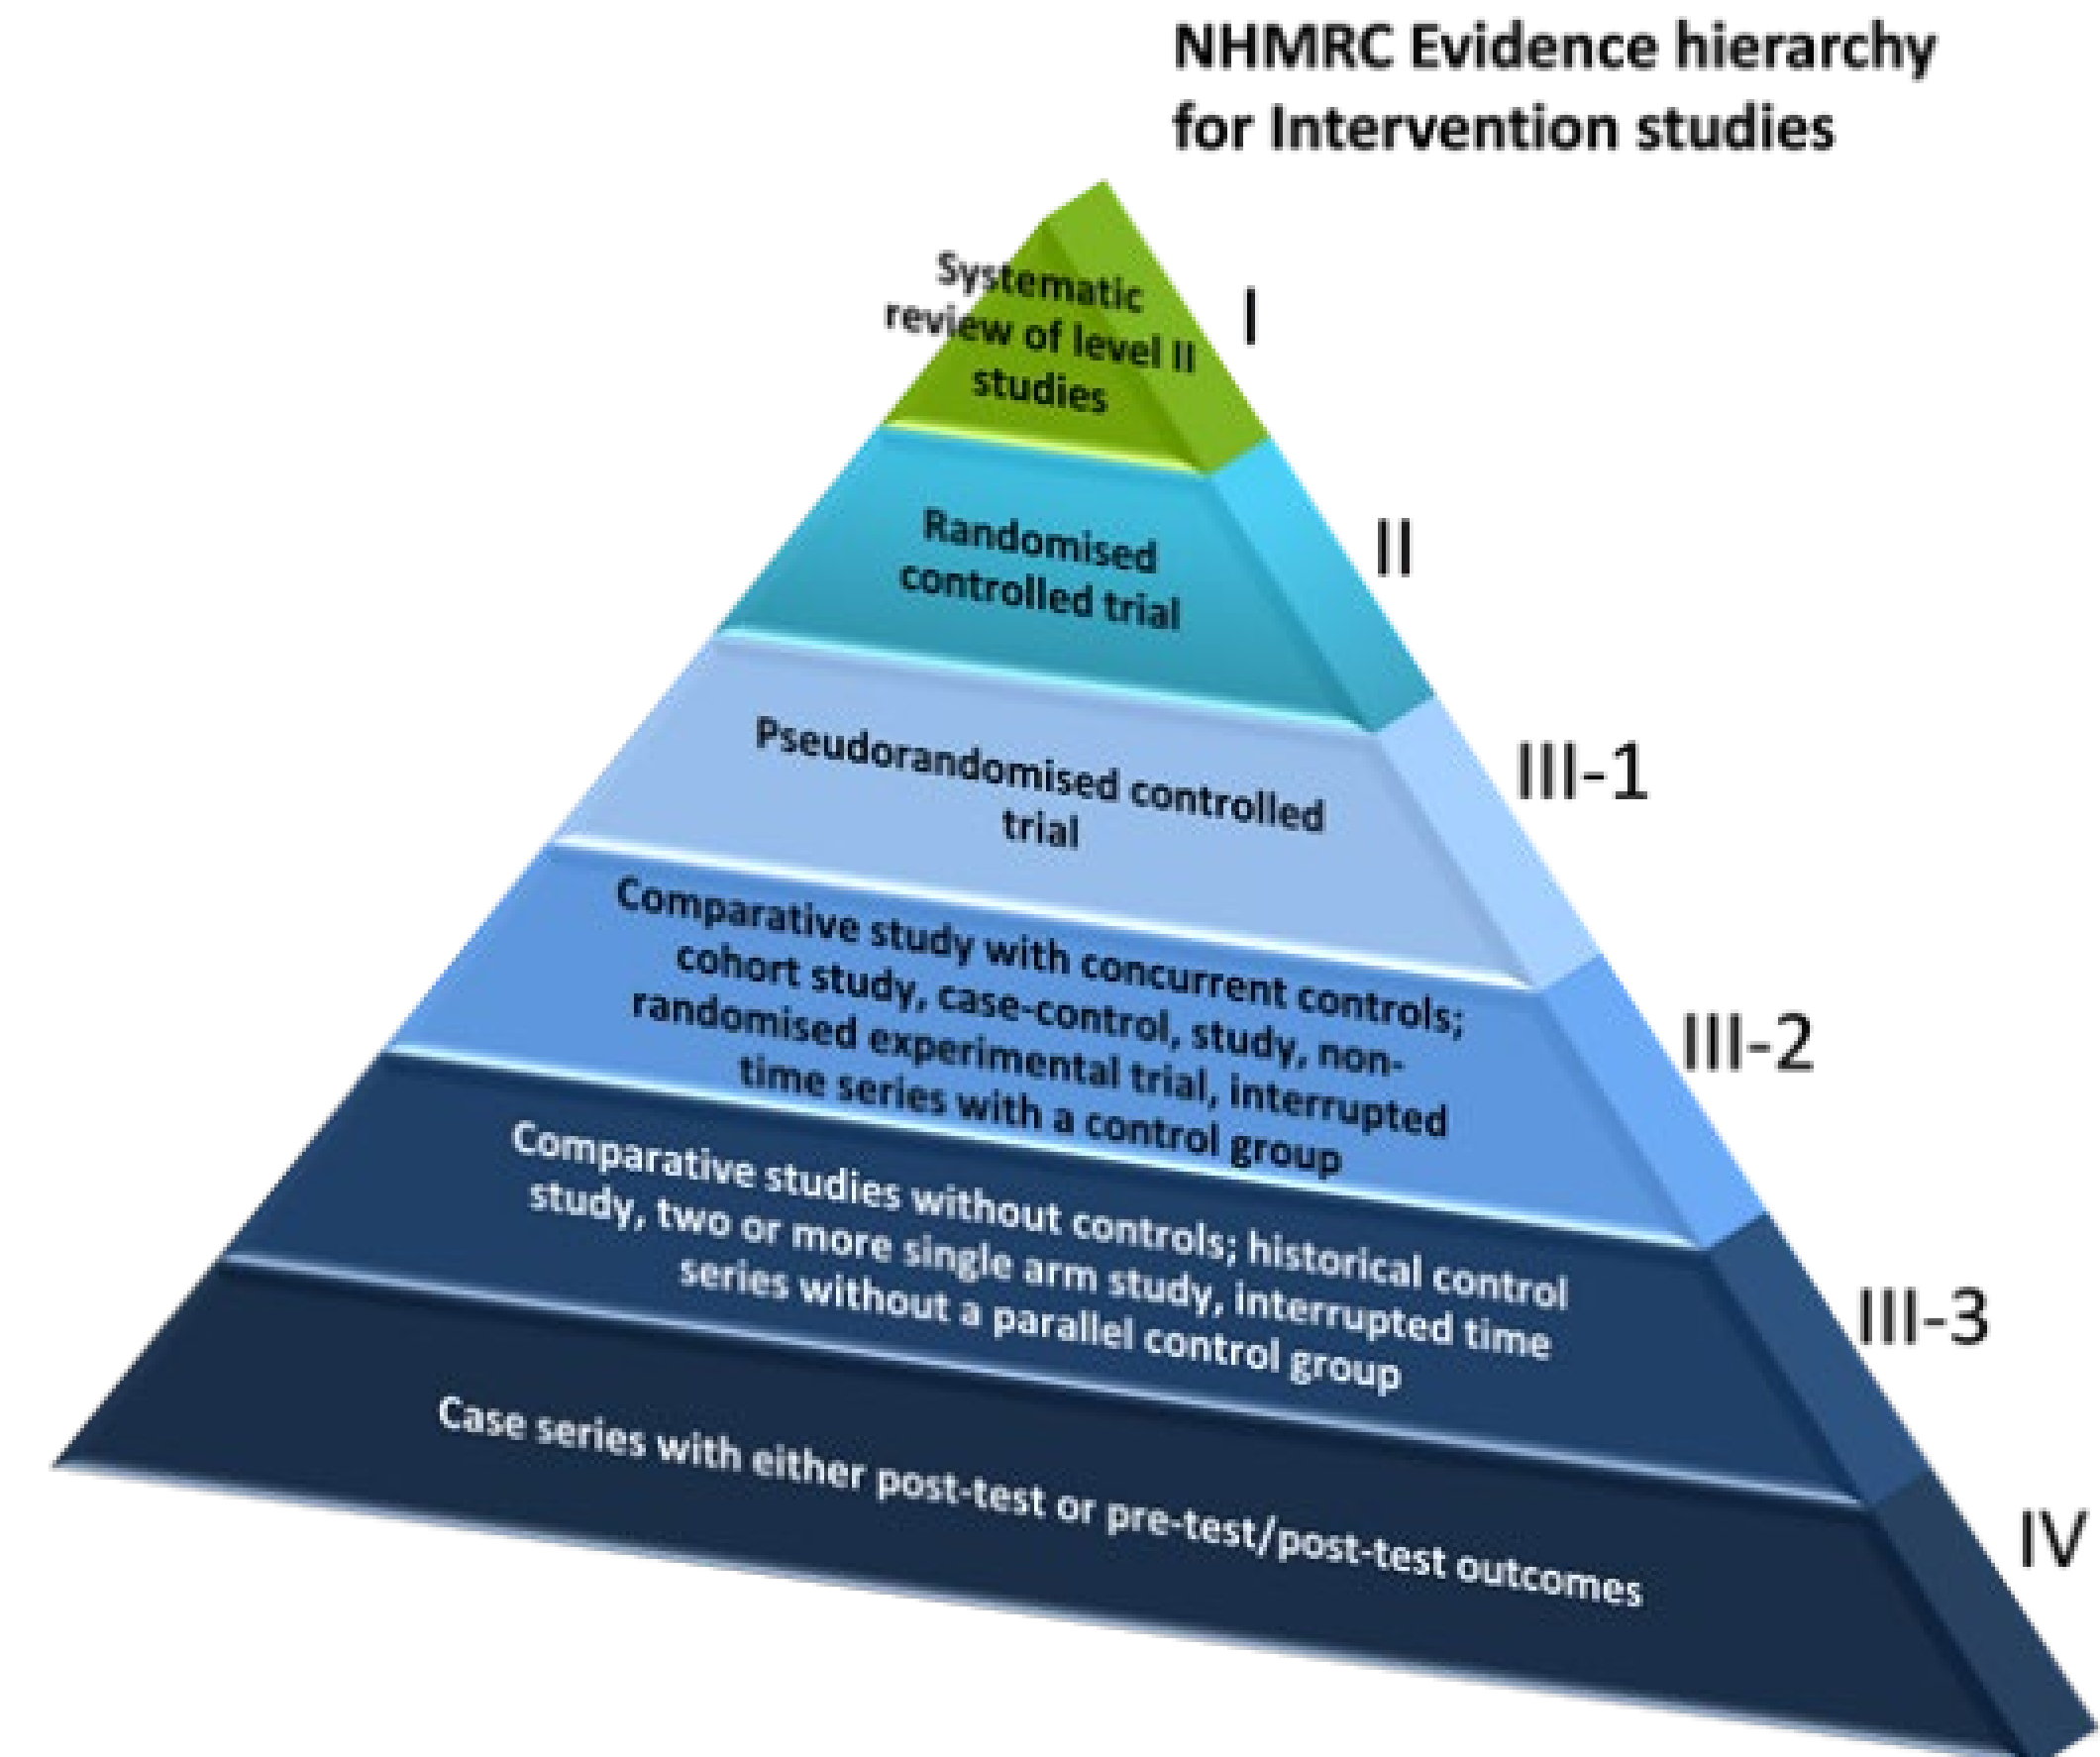 NHMRC Evidence hierarchy
for Intervention studies
Systematic
review of level II
studies
I
Randomised
controlled trial
II
Pseudorandomised controlled
trial
III-1
Comparative study with concurrent controls;
cohort study, case-control, study, non-
randomised experimental trial, interrupted
time series with a control group
III-2
Comparative studies without controls; historical control
study, two or more single arm study, interrupted time
series without a parallel control group
III-3
Case series with either post-test or pre-test/post-test outcomes
IV